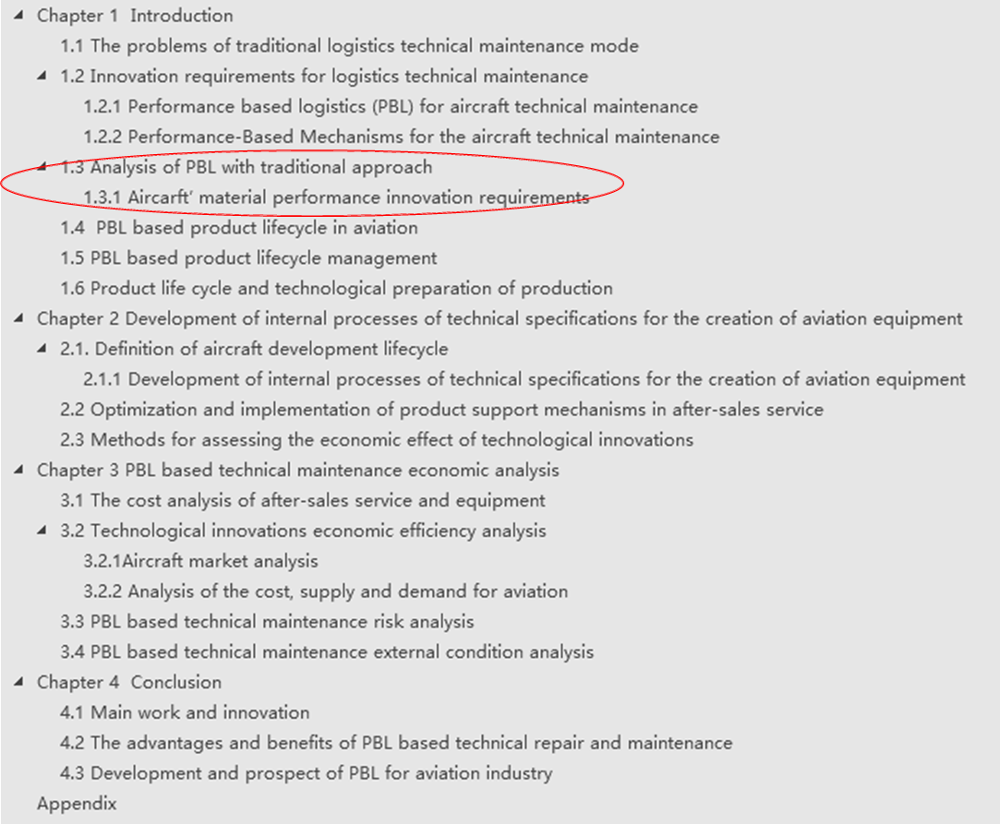 Chapter 1 Introduction
1.1 The problems of traditional logistics technical maintenance mode
1.2 Innovation requirements for logistics technical maintenance
1.2.1 Performance based logistics (PBL) for aircraft technical maintenance
1.2.2 Performance-Based Mechanisms for the aircraft technical maintenance
1.3 Analysis of PBL with traditional approach
1.3.1 Aircarft’ material performance innovation requirements
1.4 PBL based product lifecycle in aviation
1.5 PBL based product lifecycle management
1.6 Product life cycle and technological preparation of production
Chapter 2 Development of internal processes of technical specifications for the creation of aviation equipment
2.1. Definition of aircraft development lifecycle
2.1.1 Development of internal processes of technical specifications for the creation of aviation equipment
2.2 Optimization and implementation of product support mechanisms in after-sales service
2.3 Methods for assessing the economic effect of technological innovations
Chapter 3 PBL based technical maintenance economic analysis
3.1 The cost analysis of after-sales service and equipment
3.2 Technological innovations economic efficiency analysis
3.2.1Aircraft market analysis
3.2.2 Analysis of the cost, supply and demand for aviation
3.3 PBL based technical maintenance risk analysis
3.4 PBL based technical maintenance external condition analysis
Chapter 4 Conclusion
4.1 Main work and innovation
4.2 The advantages and benefits of PBL based technical repair and maintenance
4.3 Development and prospect of PBL for aviation industry
Appendix